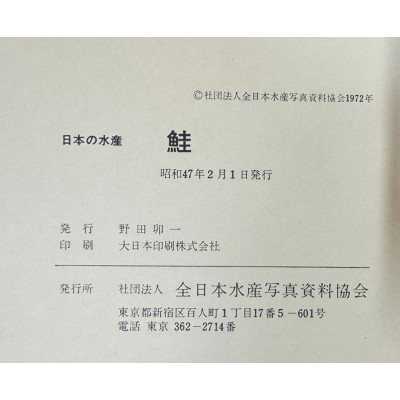 ©社団法人全日本水産写真資料協会1972年
日本の水産 鮭
昭和47年2月1日発行
発行 野田卯一
印刷 大日本印刷株式会社
発行所 社団法人 全日本水産写真資料協会
東京都新宿区百人町1丁目17番5－601号
電話 東京 362－2714番